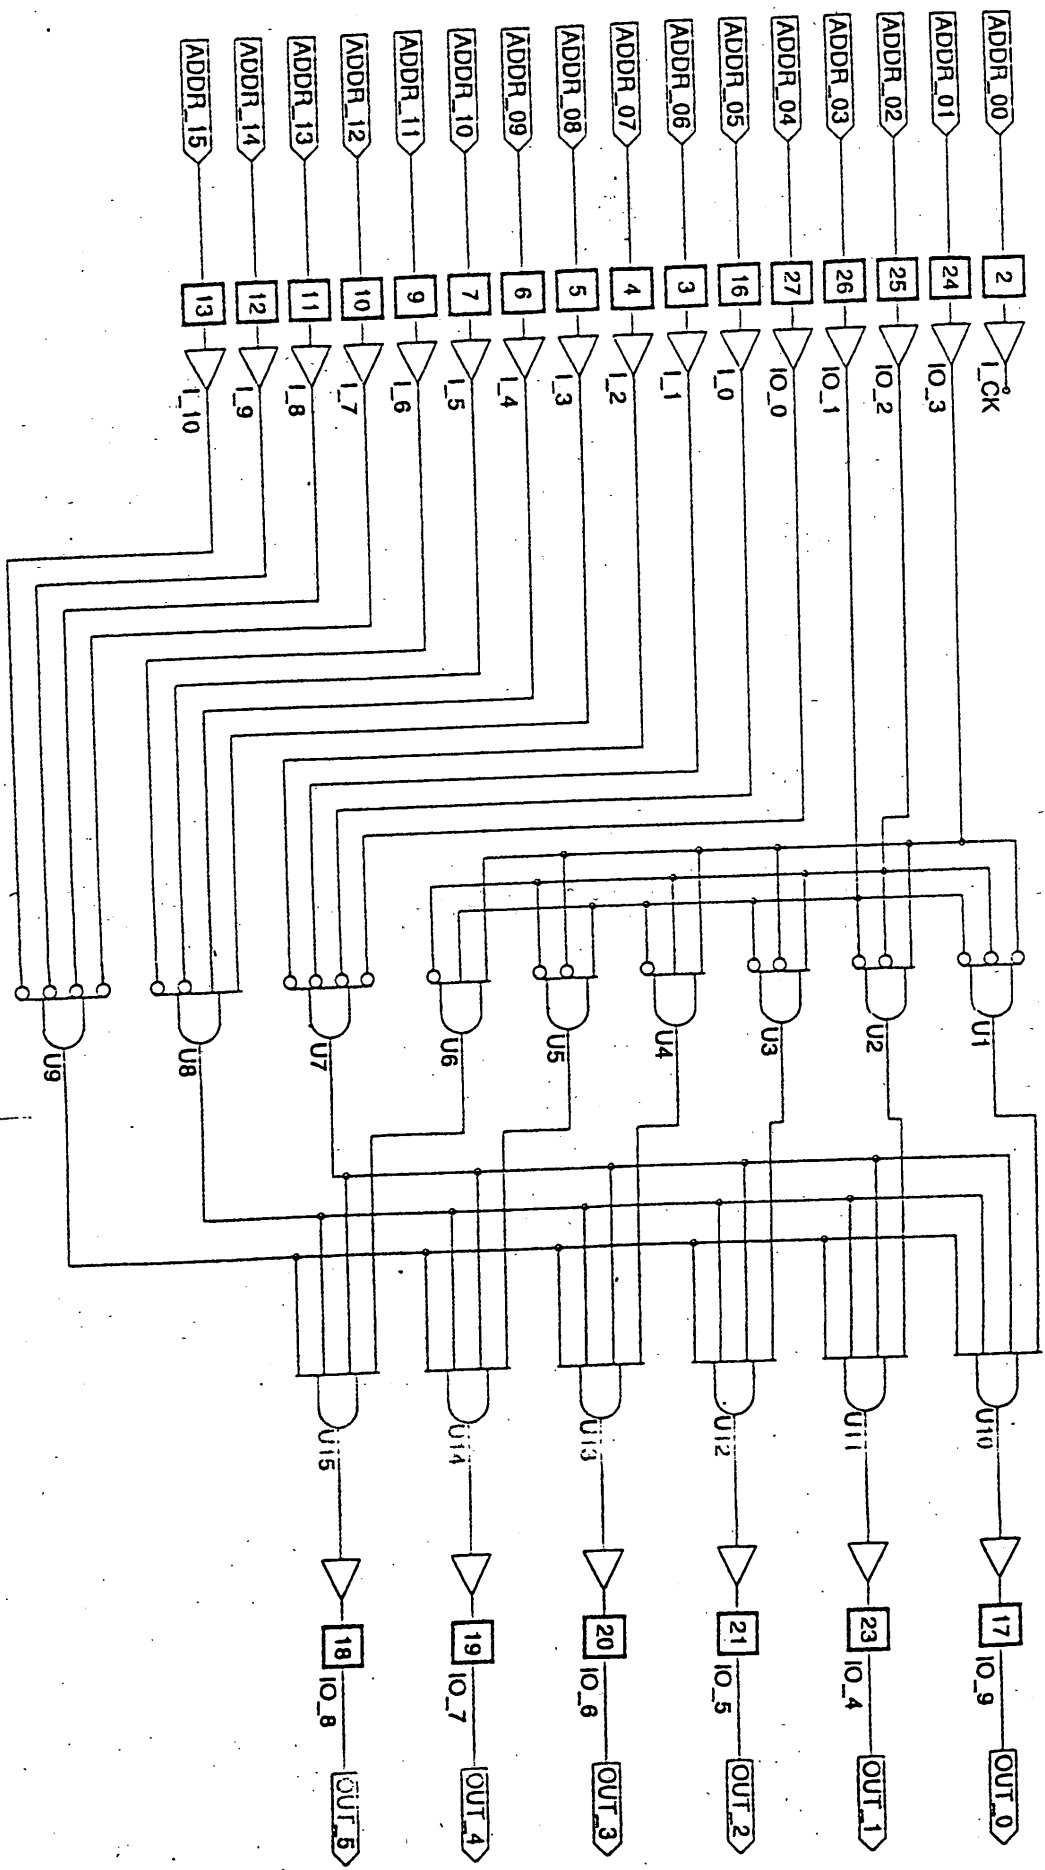 ADDR_00
2
I_CK
ADDR_01
24
IO_3
ADDR_02
25
IO_2
ADDR_03
26
IO_1
ADDR_04
27
IO_0
ADDR_05
16
I_0
ADDR_06
3
I_1
ADDR_07
4
I_2
ADDR_08
5
I_3
ADDR_09
6
I_4
ADDR_10
7
I_5
ADDR_11
9
I_6
ADDR_12
10
I_7
ADDR_13
11
I_8
ADDR_14
12
I_9
ADDR_15
13
I_10
U1
U2
U3
U4
U5
U6
U7
U8
U9
U10
17
IO_9
OUT_0
U11
23
IO_4
OUT_1
U12
21
IO_5
OUT_2
U13
20
IO_6
OUT_3
U14
19
IO_7
OUT_4
U15
18
IO_8
OUT_5